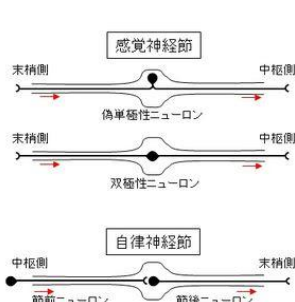 感覚神経節
末梢側 中枢側
偽単極性ニューロン
末梢側 中枢側
双極性ニューロン
自律神経節
中枢側 末梢側
節前ニューロン 節後ニューロン